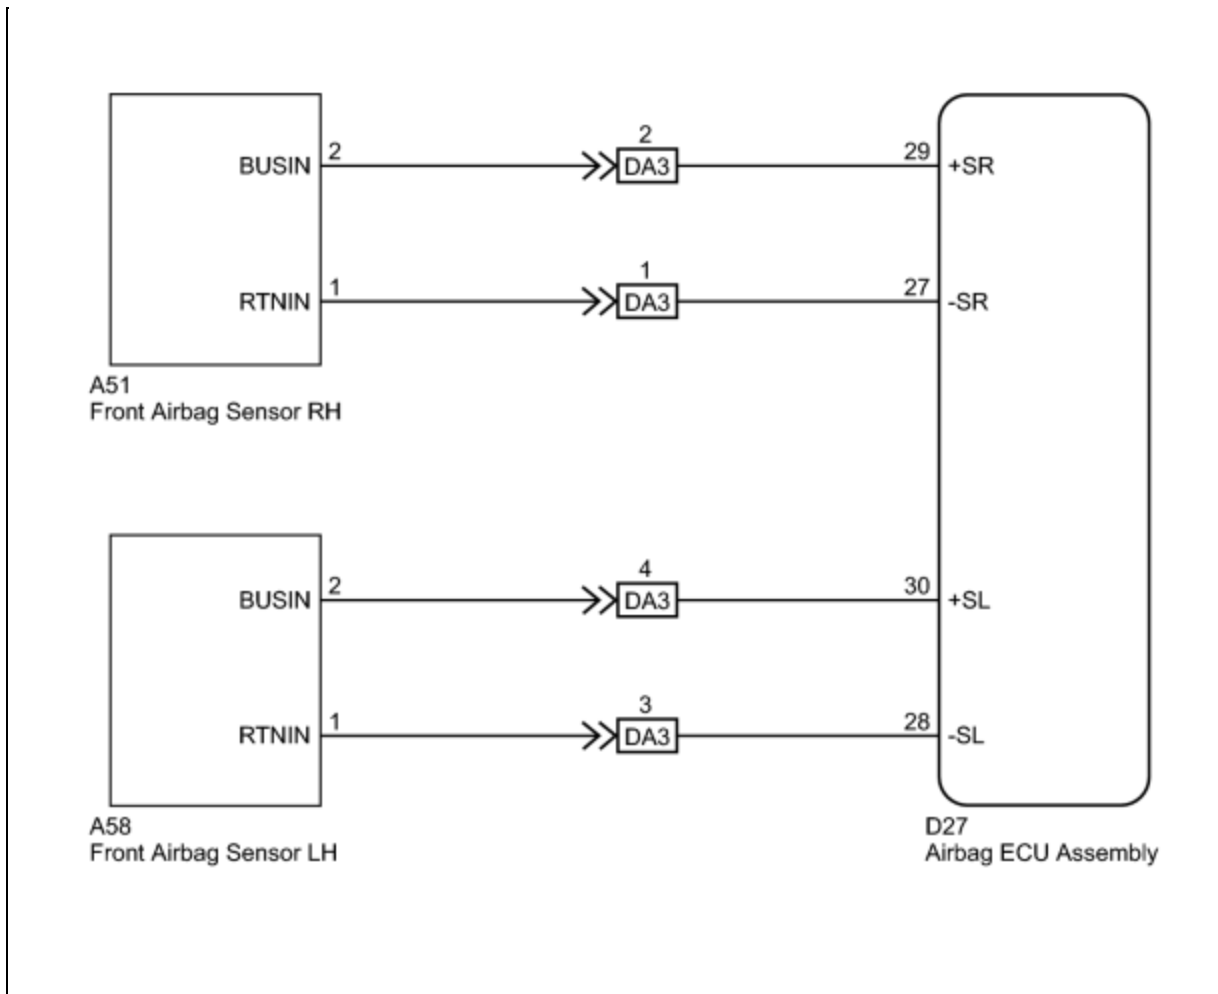 2
BUSIN 2 DA3 29 +SR
1
RTNIN 1 DA3 27 -SR
A51
Front Airbag Sensor RH
4
BUSIN 2 DA3 30 +SL
3
RTNIN 1 DA3 28 -SL
A58
Front Airbag Sensor LH
D27
Airbag ECU Assembly